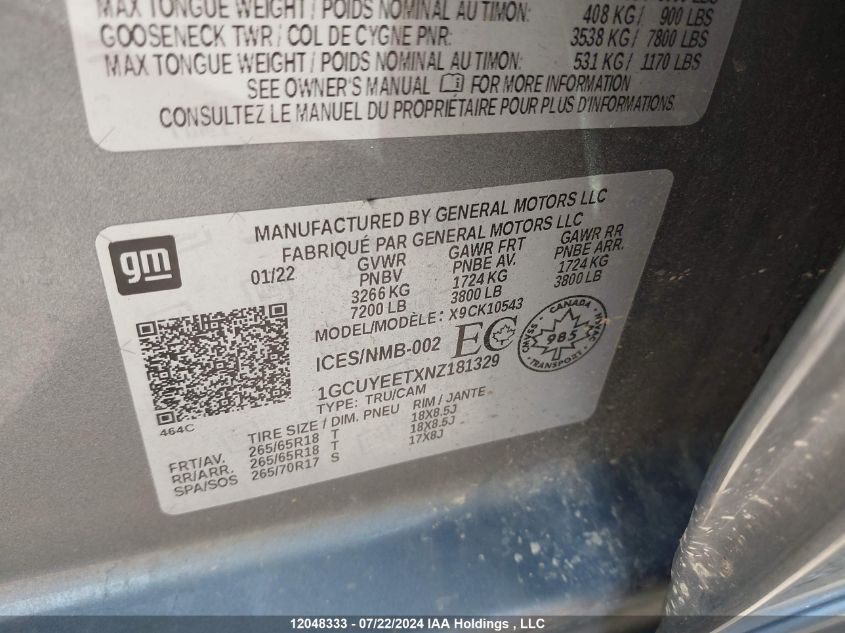 MAX TONGUE WEIGHT / POIDS NOMINAL AU TIMON: 408 KG / 900 LBS
GOOSENECK TWR / COL DE CYGNE PNR: 3538 KG / 7800 LBS
MAX TONGUE WEIGHT / POIDS NOMINAL AU TIMON: 531 KG / 1170 LBS
SEE OWNER'S MANUAL FOR MORE INFORMATION
CONSULTEZ LE MANUEL DU PROPRIÉTAIRE POUR PLUS D'INFORMATIONS.
gm
MANUFACTURED BY GENERAL MOTORS LLC
FABRIQUÉ PAR GENERAL MOTORS LLC
01/22 GVWR GAWR FRT GAWR RR
PNBV PNBE AV. PNBE ARR.
3266 KG 1724 KG 1724 KG
7200 LB 3800 LB 3800 LB
MODEL/MODÈLE: X9CK10543
ICES/NMB-002 EC
CANADA
985
TRANSPORT
1GCUYEETXNZ181329
TYPE: TRU/CAM
464C
TIRE SIZE / DIM. PNEU RIM / JANTE
FRT/AV. 265/65R18 T 18X8.5J
RR/ARR. 265/65R18 T 18X8.5J
SPA/SOS 265/70R17 S 17X8J
12048333 - 07/22/2024 IAA Holdings , LLC